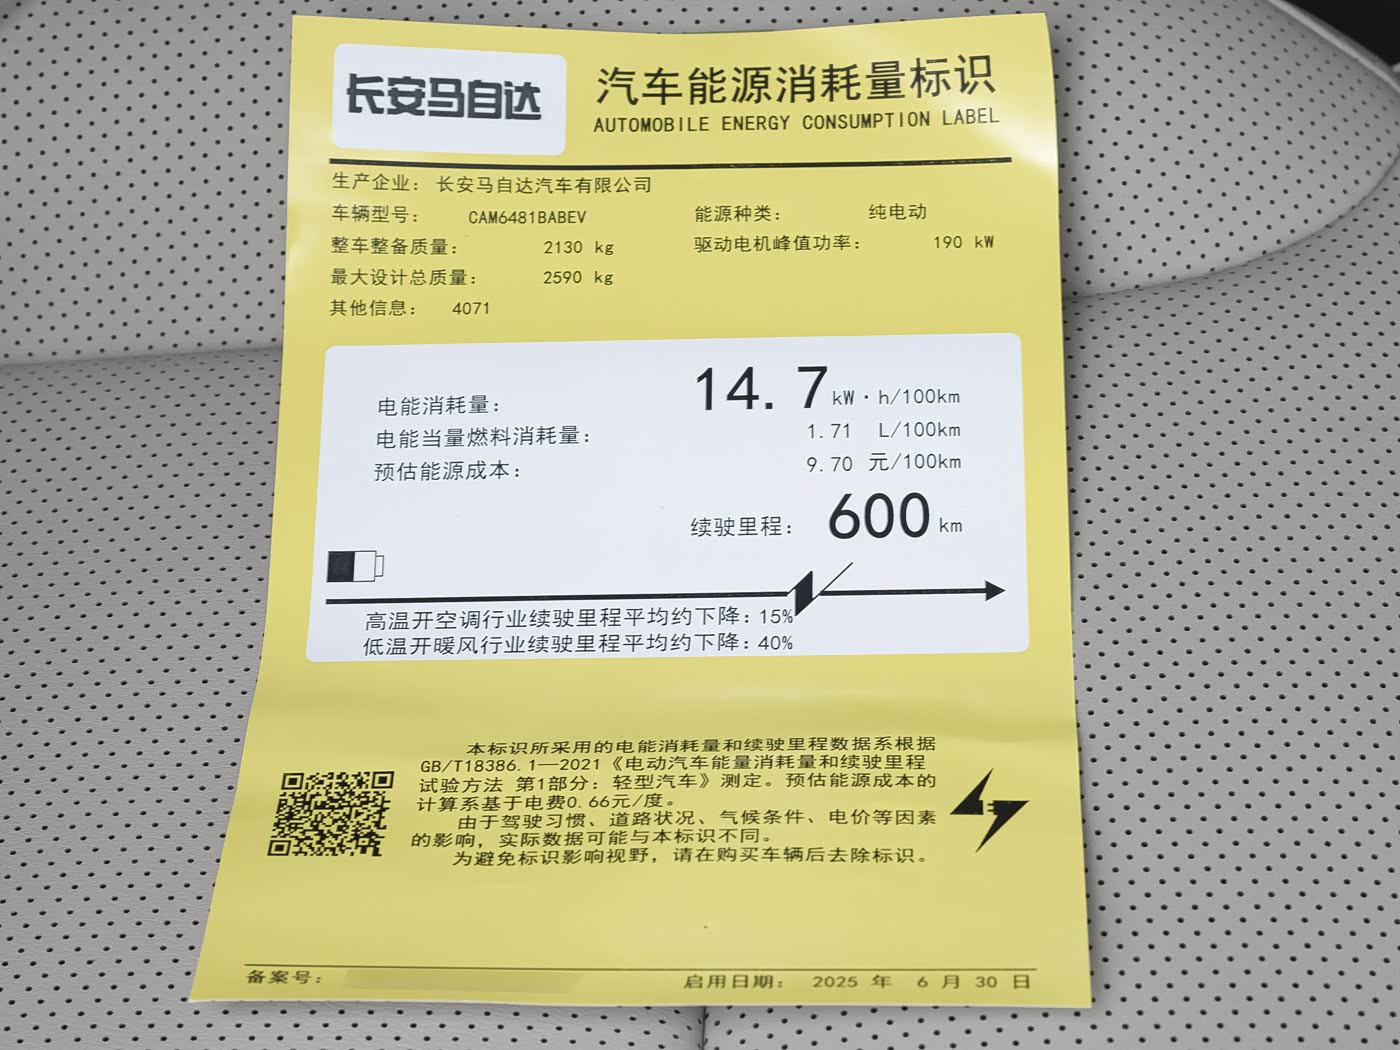 长安马自达
汽车能源消耗量标识
AUTOMOBILE ENERGY CONSUMPTION LABEL
生产企业: 长安马自达汽车有限公司
车辆型号: CAM6481BABEV 能源种类: 纯电动
整车整备质量: 2130 kg 驱动电机峰值功率: 190 kW
最大设计总质量: 2590 kg
其他信息: 4071
电能消耗量: 14.7 kW·h/100km
电能当量燃料消耗量: 1.71 L/100km
预估能源成本: 9.70 元/100km
续驶里程: 600 km
高温开空调行业续驶里程平均约下降: 15%
低温开暖风行业续驶里程平均约下降: 40%
本标识所采用的电能消耗量和续驶里程数据系根据
GB/T18386.1—2021《电动汽车能量消耗量和续驶里程
试验方法 第1部分: 轻型汽车》测定。预估能源成本的
计算系基于电费0.66元/度。
由于驾驶习惯、道路状况、气候条件、电价等因素
的影响, 实际数据可能与本标识不同。
为避免标识影响视野, 请在购买车辆后去除标识。
备案号: 启用日期: 2025 年 6 月 30 日